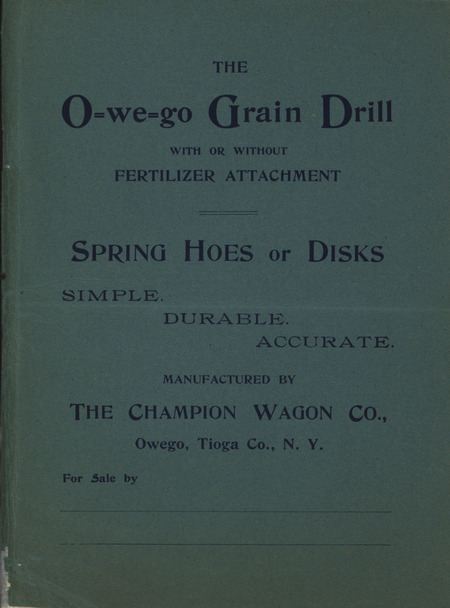 THE
O=we=go Grain Drill
WITH OR WITHOUT
FERTILIZER ATTACHMENT
SPRING HOES or DISKS
SIMPLE.
DURABLE.
ACCURATE.
MANUFACTURED BY
THE CHAMPION WAGON CO.,
Owego, Tioga Co., N. Y.
For Sale by